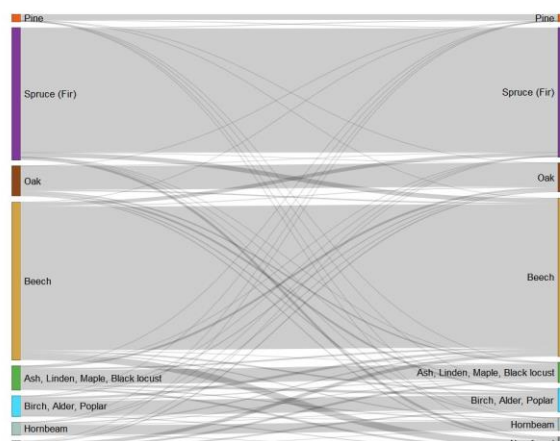 Pine
Pine
Spruce (Fir)
Spruce (Fir)
Oak
Oak
Beech
Beech
Ash, Linden, Maple, Black locust
Ash, Linden, Maple, Black locust
Birch, Alder, Poplar
Birch, Alder, Poplar
Hornbeam
Hornbeam